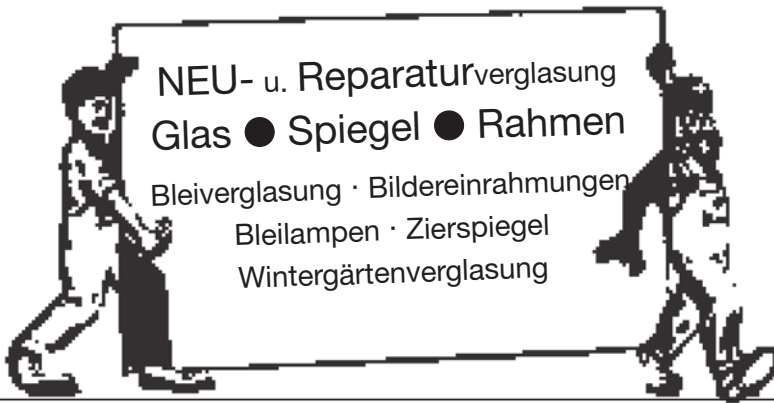 NEU- u. Reparaturverglasung
Glas ● Spiegel ● Rahmen
Bleiverglasung · Bildereinrahmungen
Bleilampen · Zierspiegel
Wintergärtenverglasung